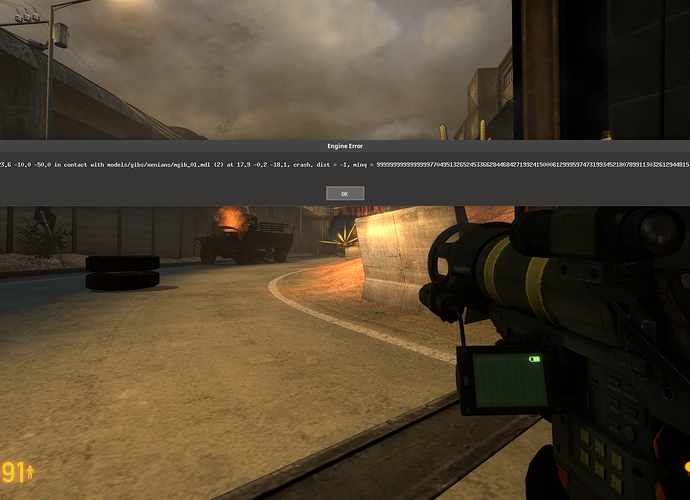 Engine Error
3,6 -10,0 -50,0 in contact with models/gibs/xenians/mgib_01.mdl (2) at 17,9 -0,2 -18,1, crash, dist = -1, minq =
OK
91